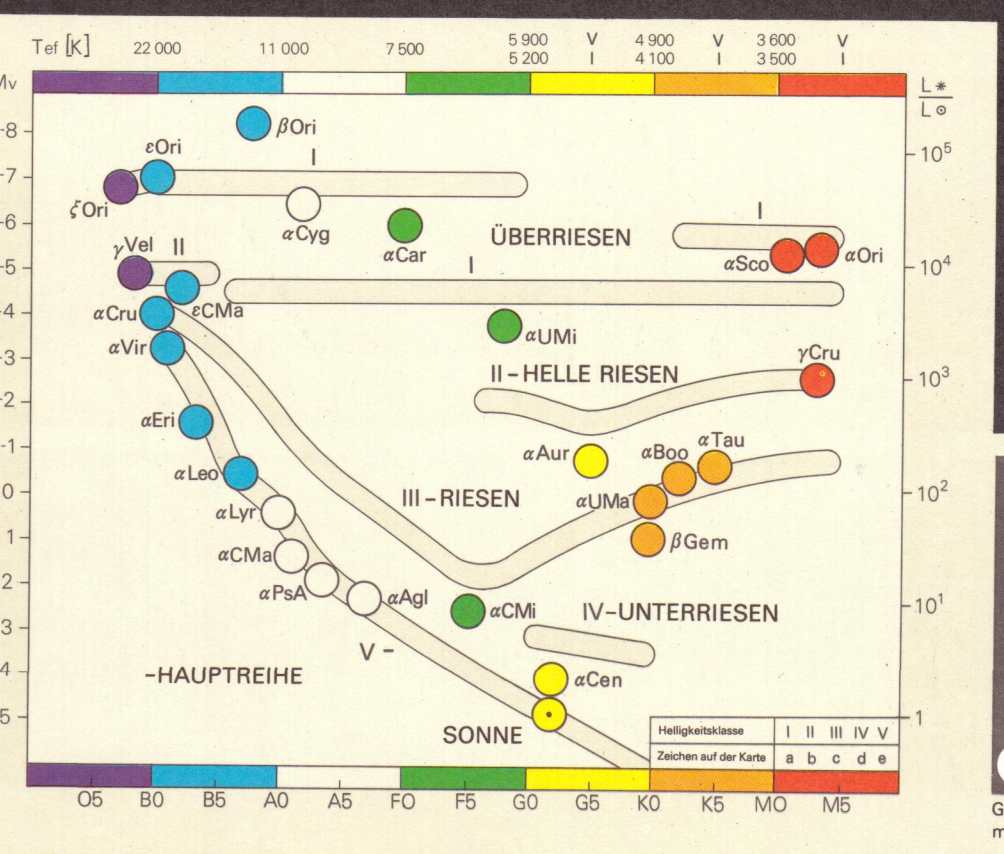 Tef [K] 22 000 11 000 7 500 5 900 V 4 900 V 3 600 V
5 200 I 4 100 I 3 500 I
Mv
L*
L⊙
-8
βOri
εOri
I
10⁵
-7
ζOri
-6
αCyg
αCar
ÜBERRIESEN
I
αSco
αOri
γVel
II
-5
I
10⁴
εCMa
-4
αCru
αUMi
αVir
-3
II-HELLE RIESEN
γCru
10³
-2
αEri
-1
αAur
αBoo
αTau
αLeo
0
III-RIESEN
αUMa
10²
αLyr
1
βGem
αCMa
2
αPsA
αAgl
αCMi
IV-UNTERRIESEN
10¹
3
V -
4
-HAUPTREIHE
αCen
5
SONNE
1
Helligkeitsklasse I II III IV V
Zeichen auf der Karte a b c d e
O5 B0 B5 A0 A5 F0 F5 G0 G5 K0 K5 M0 M5
G